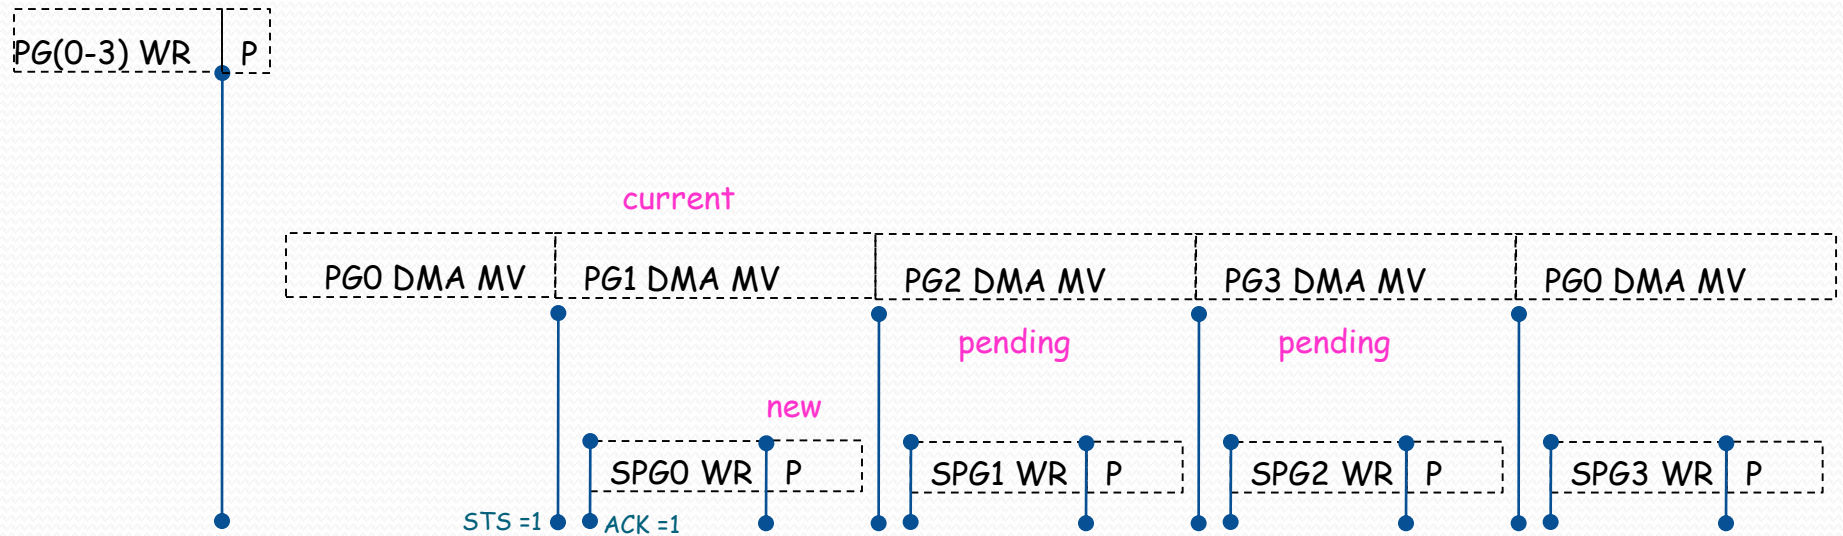 PG(0-3) WR P
current
PG0 DMA MV PG1 DMA MV PG2 DMA MV PG3 DMA MV PG0 DMA MV
pending pending
new
SPG0 WR P SPG1 WR P SPG2 WR P SPG3 WR P
STS =1 ACK =1